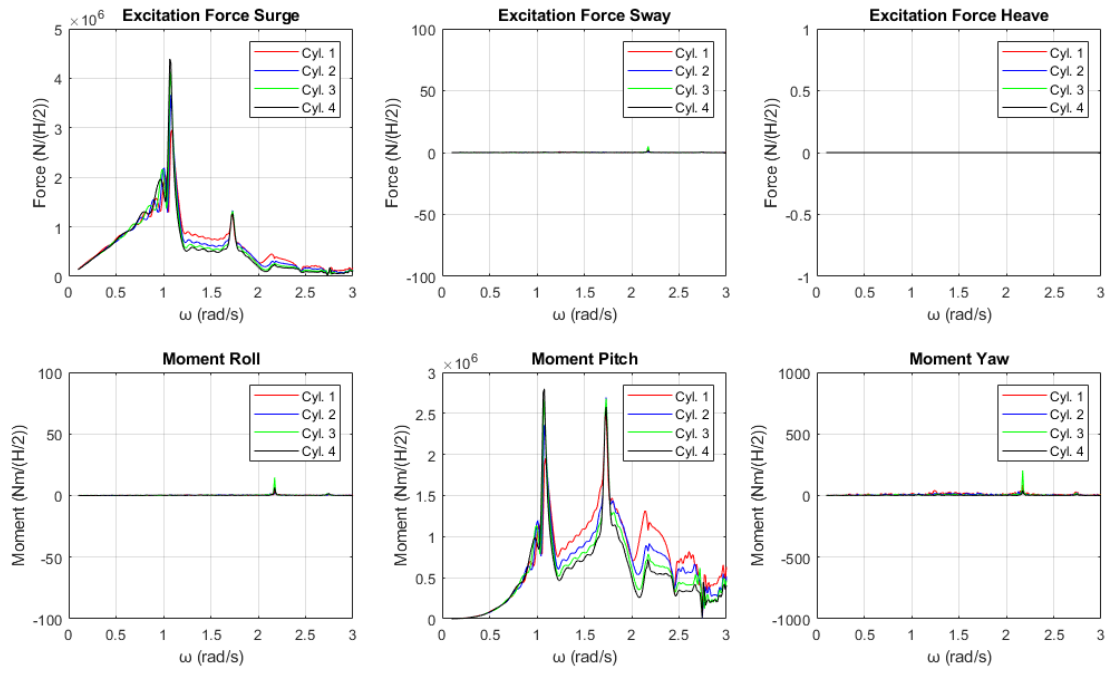 Excitation Force Surge
×10⁶
5
4
3
2
1
0
Force (N/(H/2))
0 0.5 1 1.5 2 2.5 3
ω (rad/s)
Cyl. 1
Cyl. 2
Cyl. 3
Cyl. 4
Excitation Force Sway
100
50
0
-50
-100
Force (N/(H/2))
0 0.5 1 1.5 2 2.5 3
ω (rad/s)
Cyl. 1
Cyl. 2
Cyl. 3
Cyl. 4
Excitation Force Heave
1
0.5
0
-0.5
-1
Force (N/(H/2))
0 0.5 1 1.5 2 2.5 3
ω (rad/s)
Cyl. 1
Cyl. 2
Cyl. 3
Cyl. 4
Moment Roll
100
50
0
-50
-100
Moment (Nm/(H/2))
0 0.5 1 1.5 2 2.5 3
ω (rad/s)
Cyl. 1
Cyl. 2
Cyl. 3
Cyl. 4
Moment Pitch
×10⁶
3
2.5
2
1.5
1
0.5
0
Moment (Nm/(H/2))
0 0.5 1 1.5 2 2.5 3
ω (rad/s)
Cyl. 1
Cyl. 2
Cyl. 3
Cyl. 4
Moment Yaw
1000
500
0
-500
-1000
Moment (Nm/(H/2))
0 0.5 1 1.5 2 2.5 3
ω (rad/s)
Cyl. 1
Cyl. 2
Cyl. 3
Cyl. 4